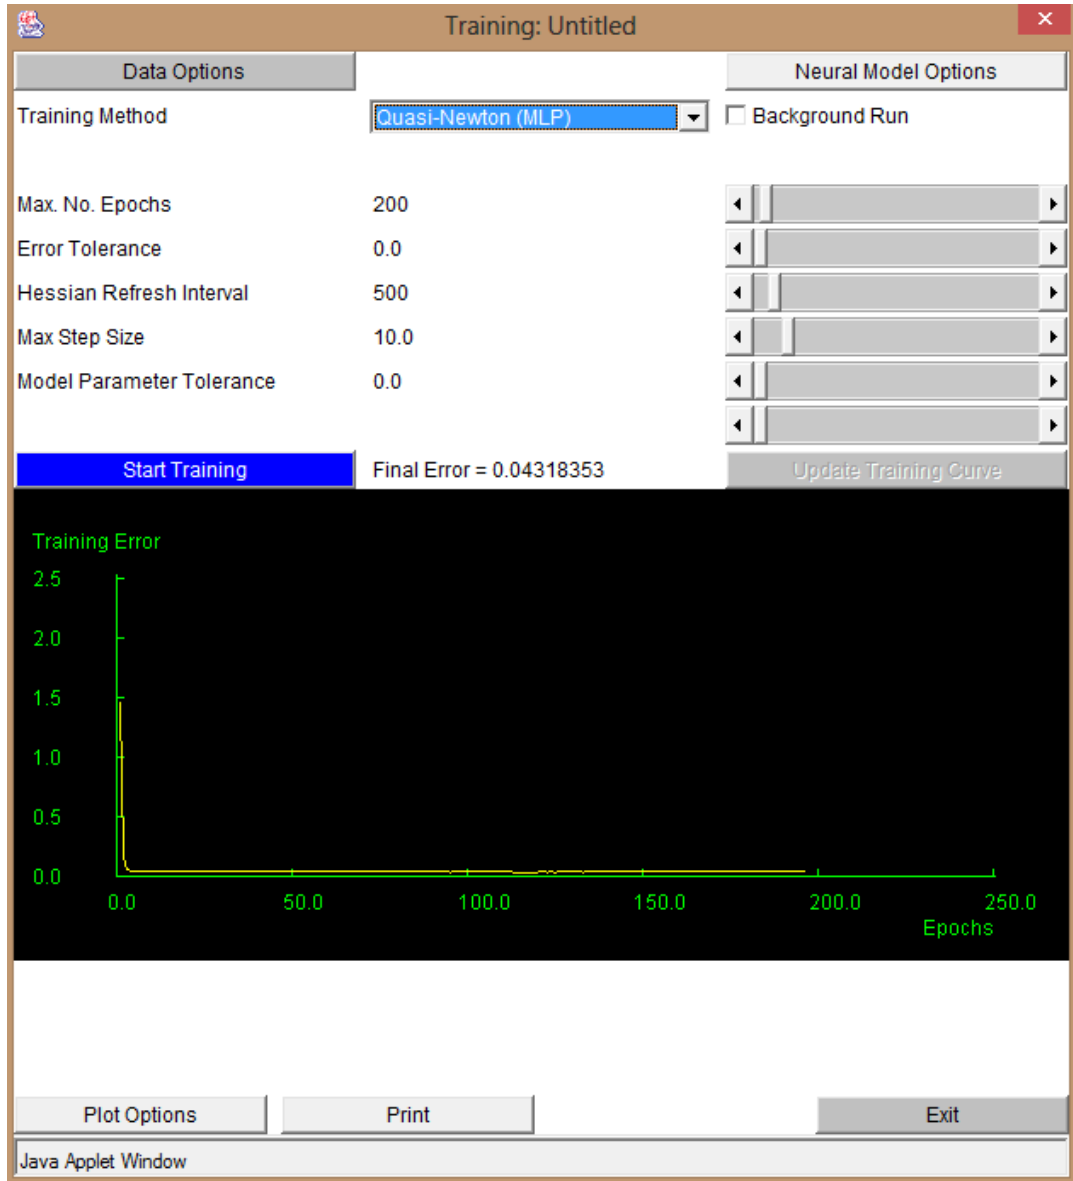 Training: Untitled
Data Options
Neural Model Options
Training Method
Quasi-Newton (MLP)
Background Run
Max. No. Epochs
200
Error Tolerance
0.0
Hessian Refresh Interval
500
Max Step Size
10.0
Model Parameter Tolerance
0.0
Start Training
Final Error = 0.04318353
Update Training Curve
Training Error
2.5
2.0
1.5
1.0
0.5
0.0
0.0 50.0 100.0 150.0 200.0 250.0
Epochs
Plot Options
Print
Exit
Java Applet Window